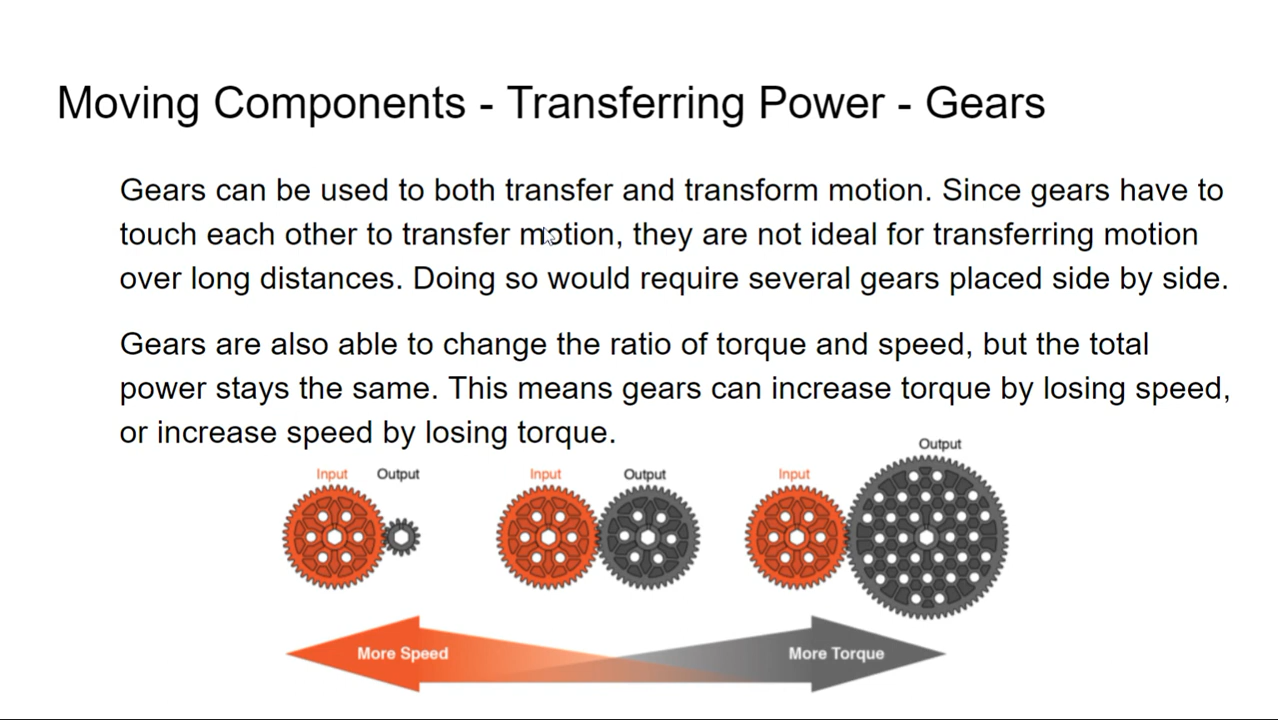 Moving Components - Transferring Power - Gears
Gears can be used to both transfer and transform motion. Since gears have to
touch each other to transfer motion, they are not ideal for transferring motion
over long distances. Doing so would require several gears placed side by side.
Gears are also able to change the ratio of torque and speed, but the total
power stays the same. This means gears can increase torque by losing speed,
or increase speed by losing torque.
Input Output
Input Output
Input Output
More Speed
More Torque